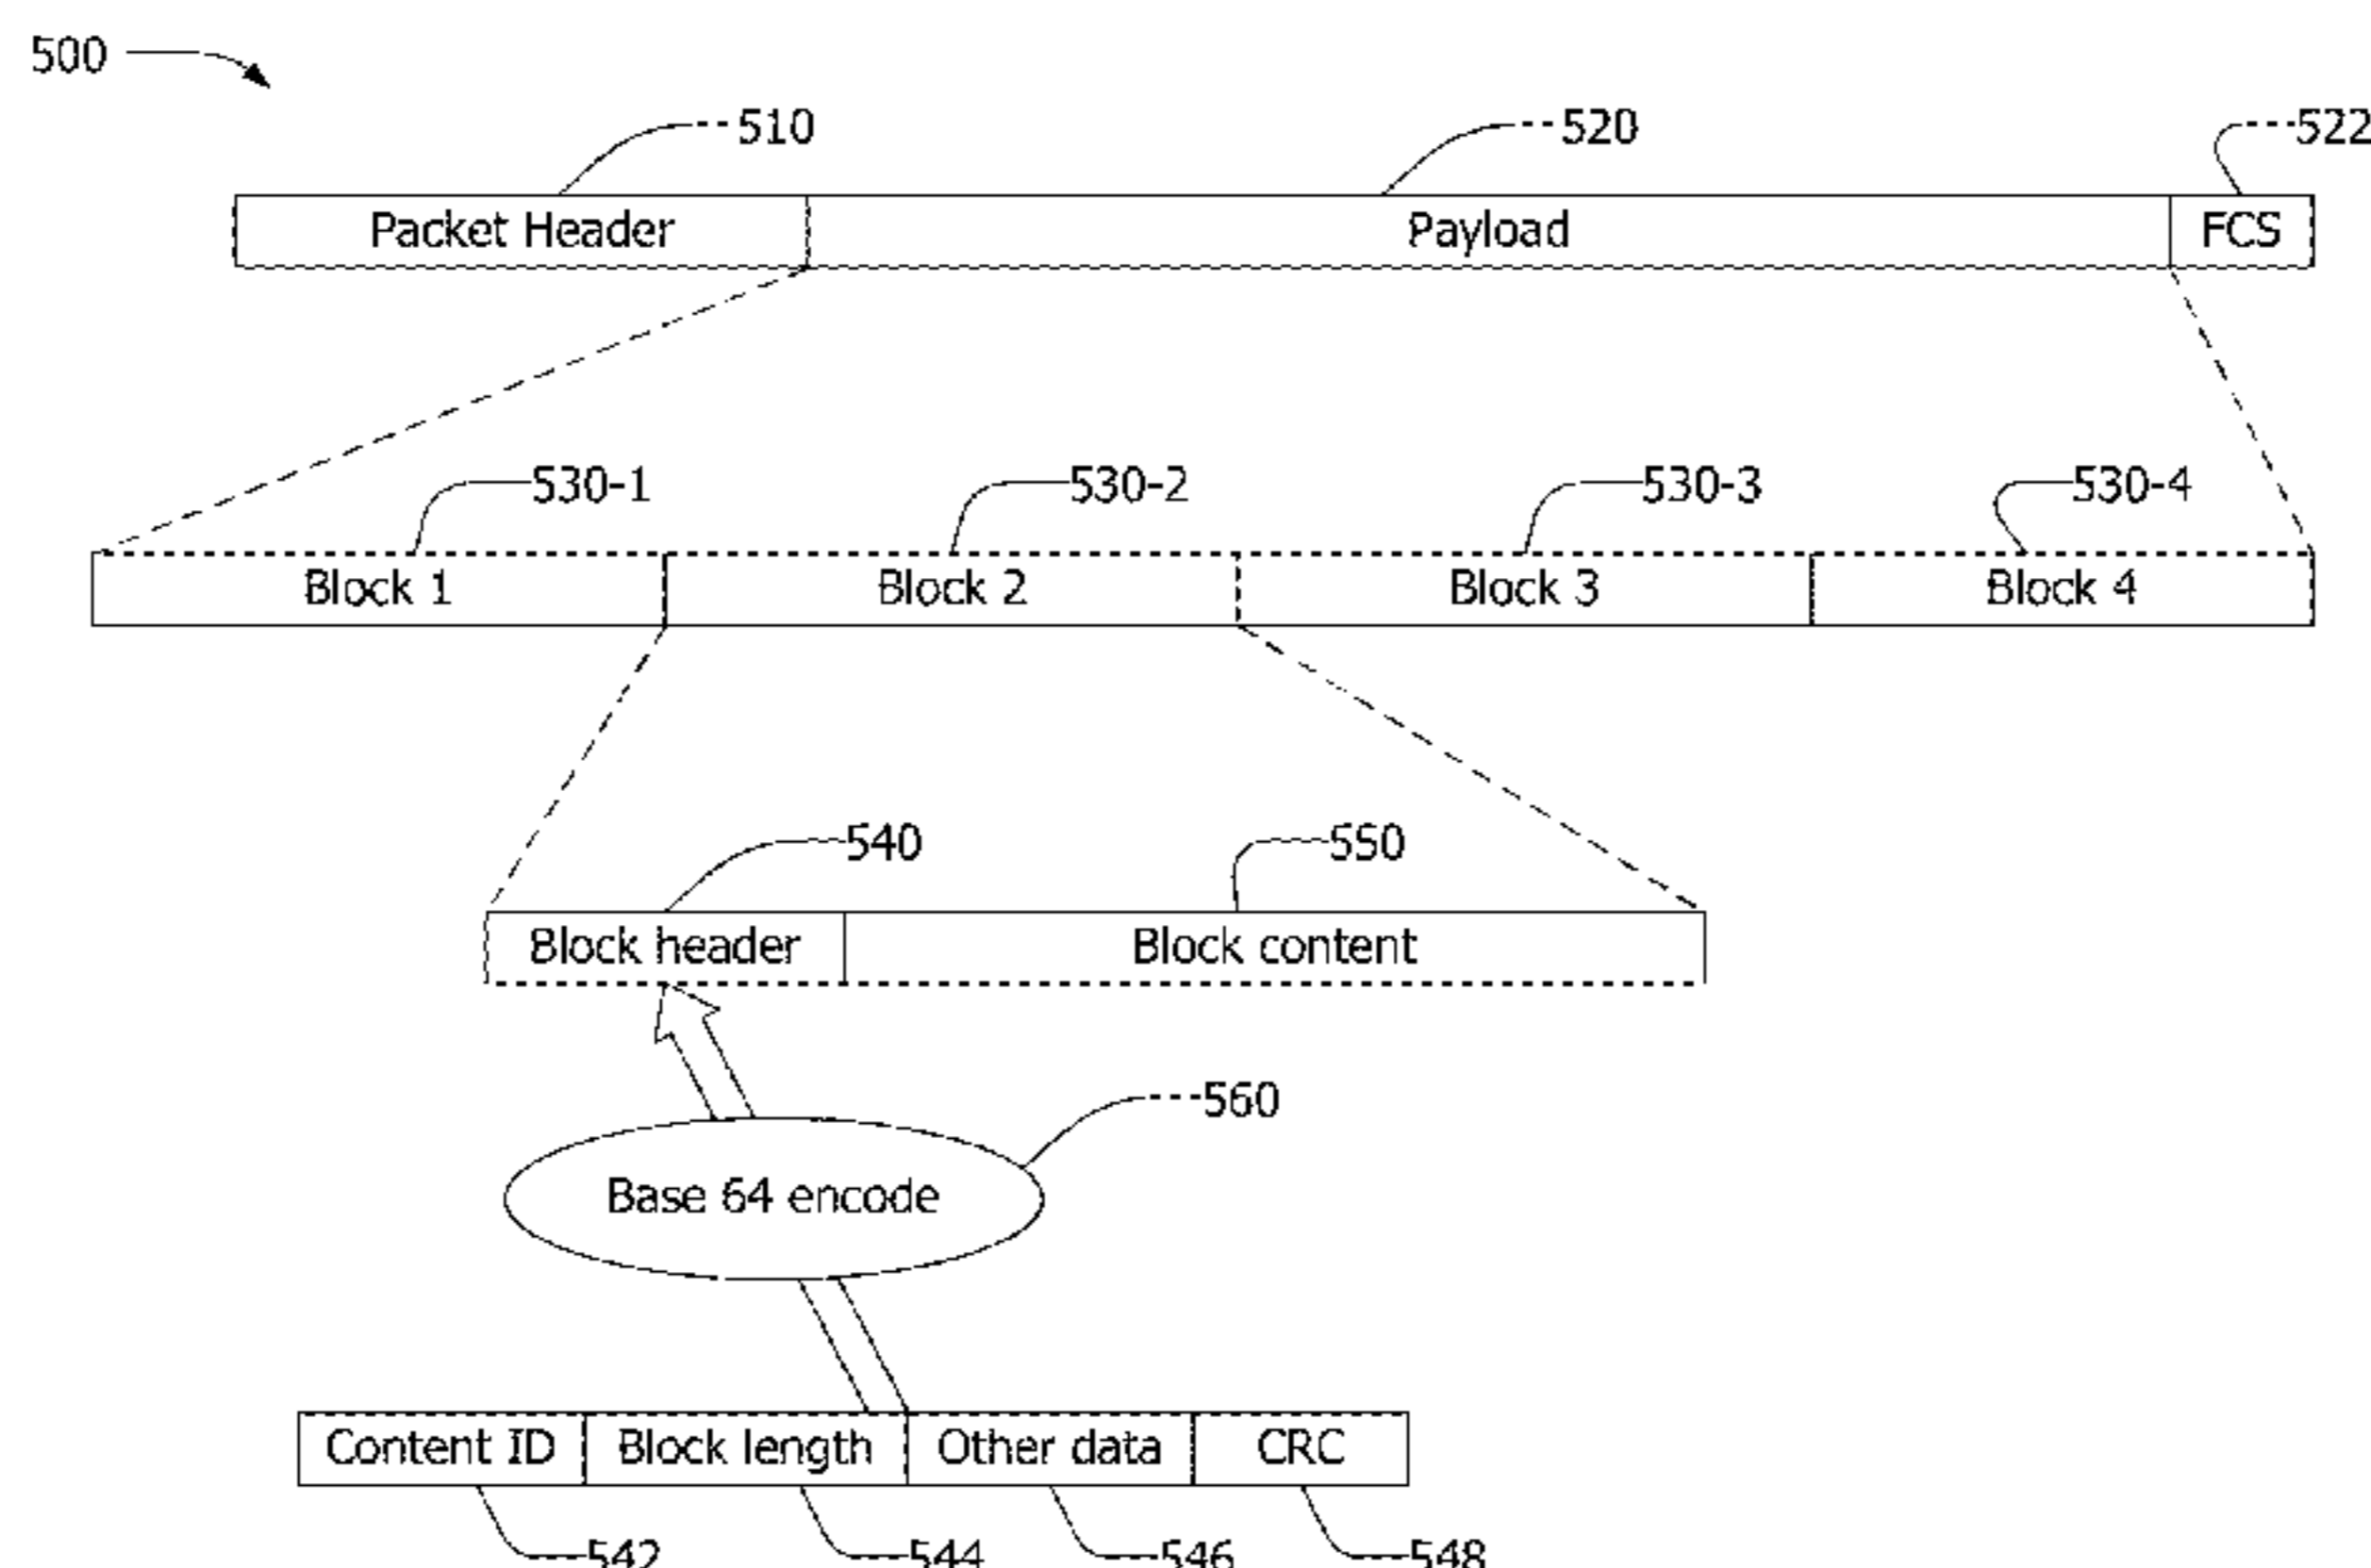 500
510 520 522
Packet Header Payload FCS
530-1 530-2 530-3 530-4
Block 1 Block 2 Block 3 Block 4
540 550
Block header Block content
560
Base 64 encode
Content ID Block length Other data CRC
542 544 546 548